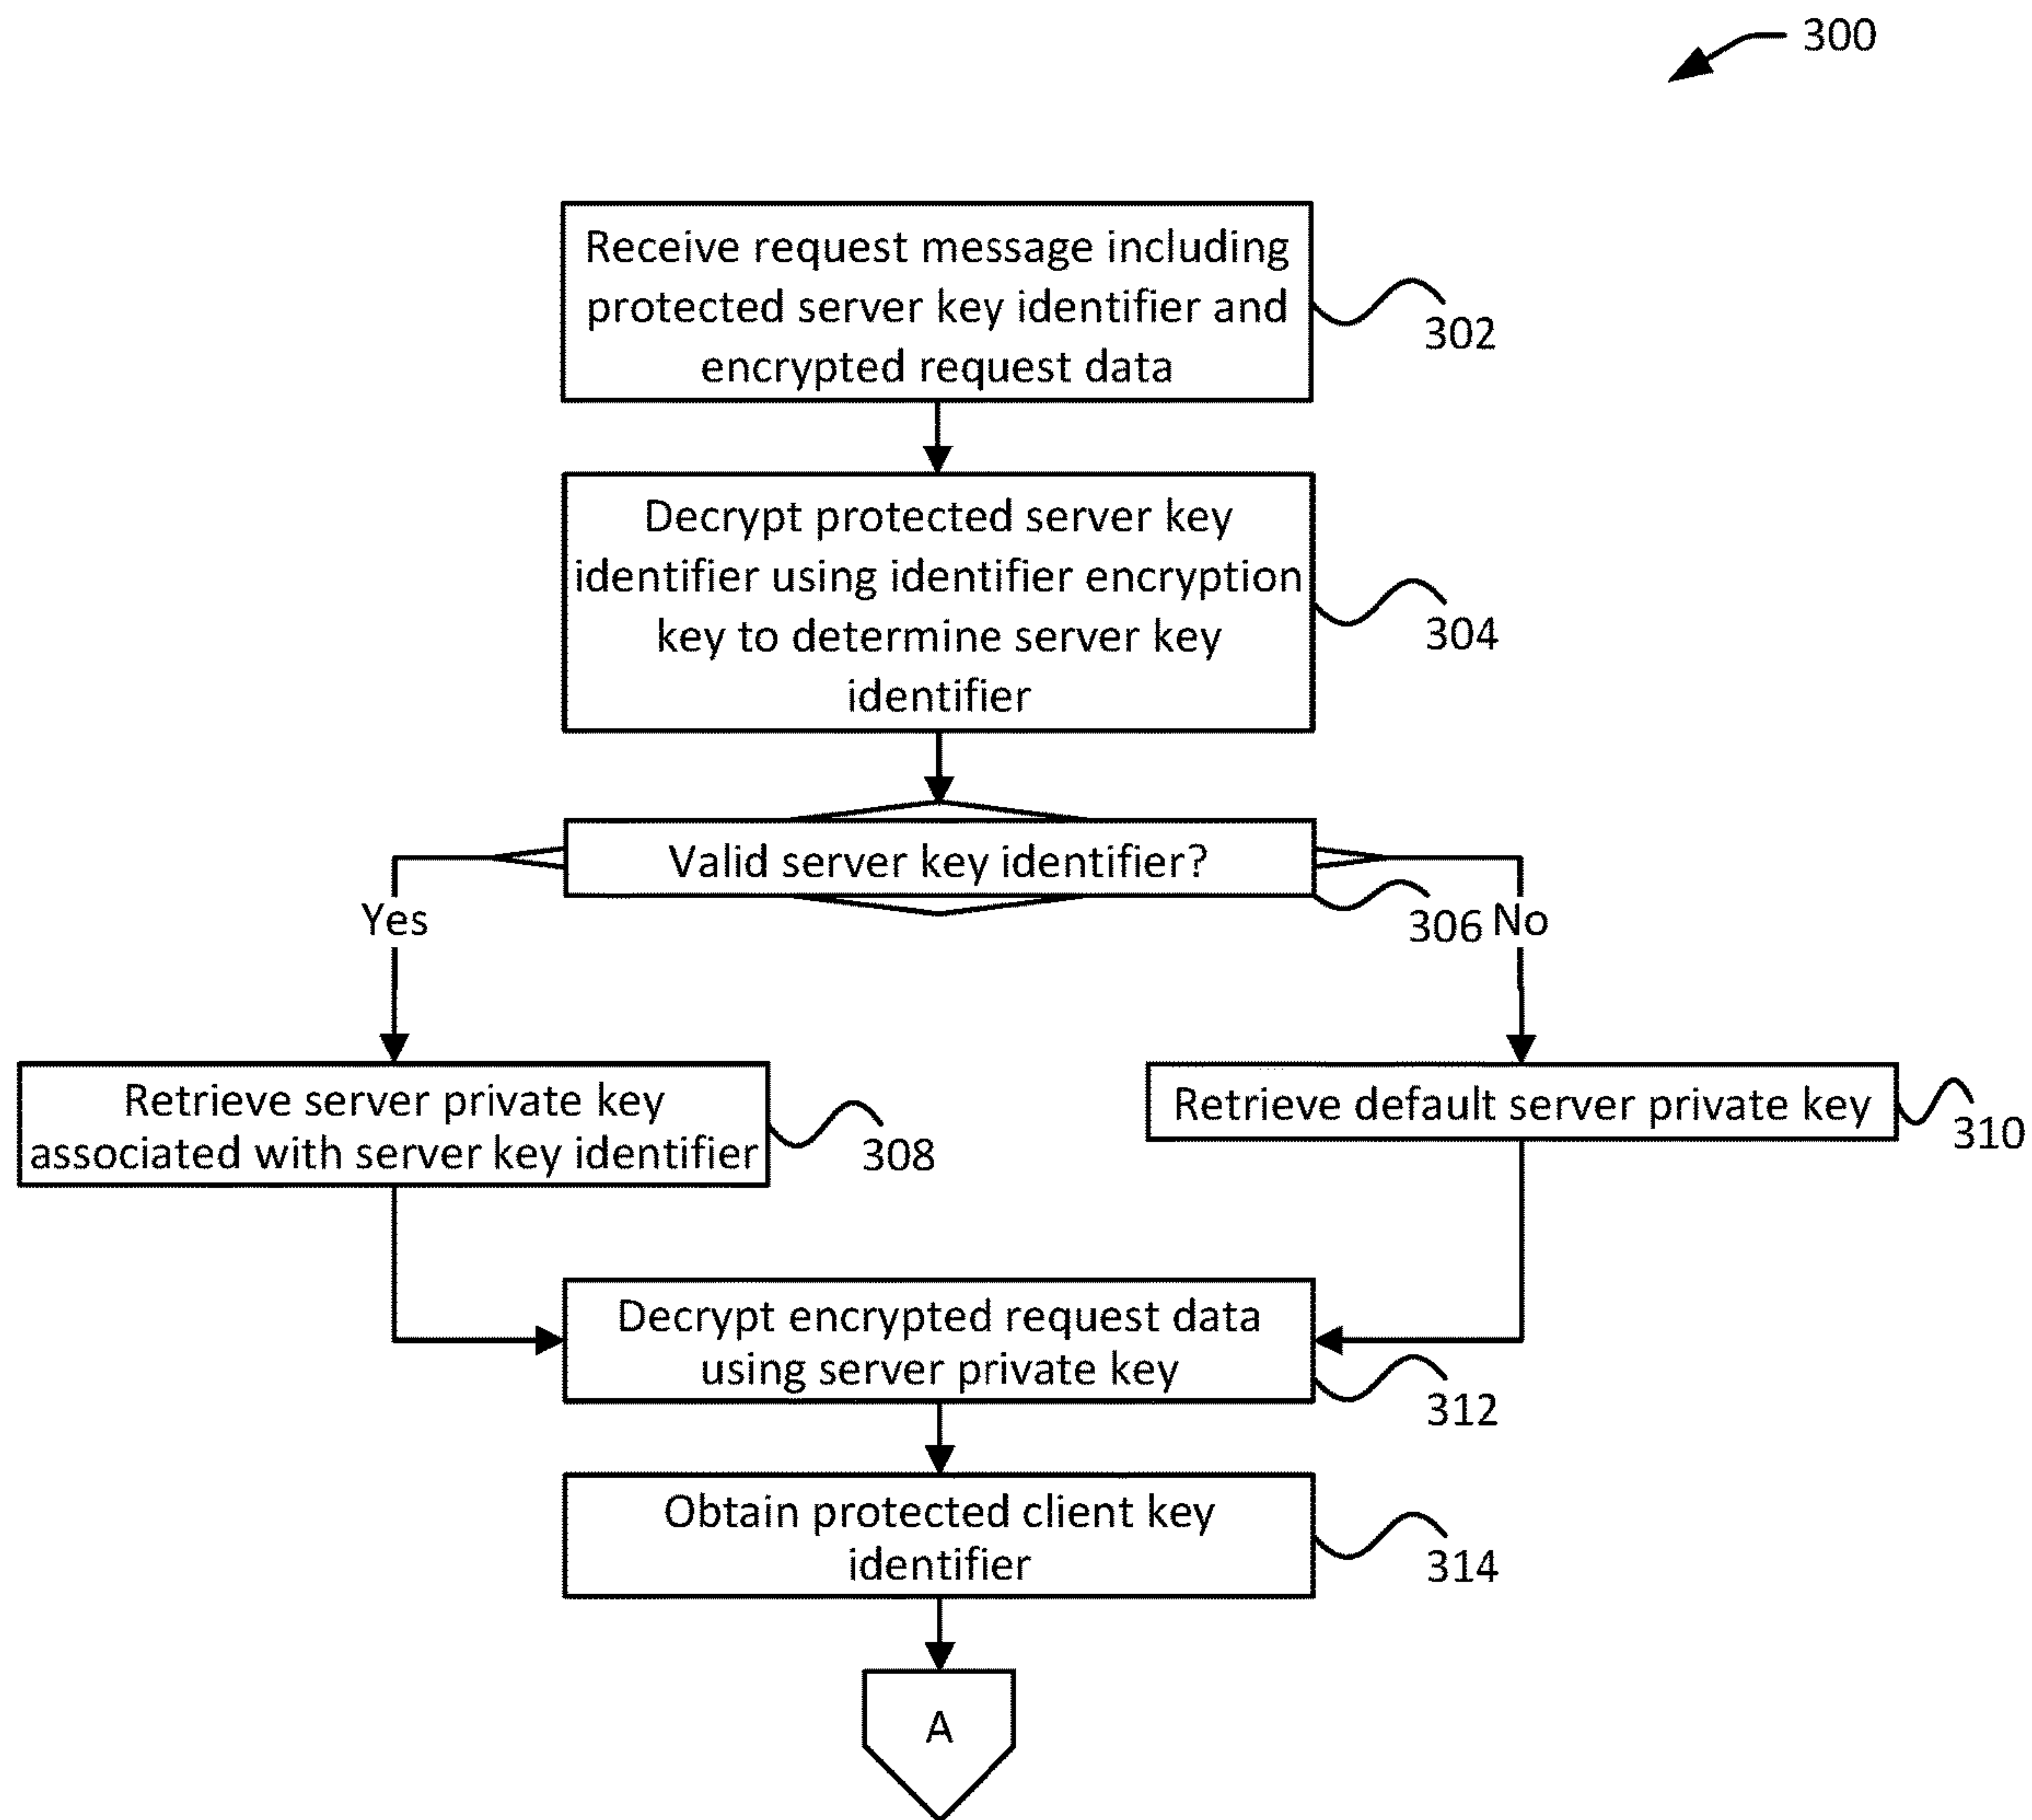 300
Receive request message including
protected server key identifier and
encrypted request data
302
Decrypt protected server key
identifier using identifier encryption
key to determine server key
identifier
304
Valid server key identifier?
306
Yes
No
Retrieve server private key
associated with server key identifier
308
Retrieve default server private key
310
Decrypt encrypted request data
using server private key
312
Obtain protected client key
identifier
314
A